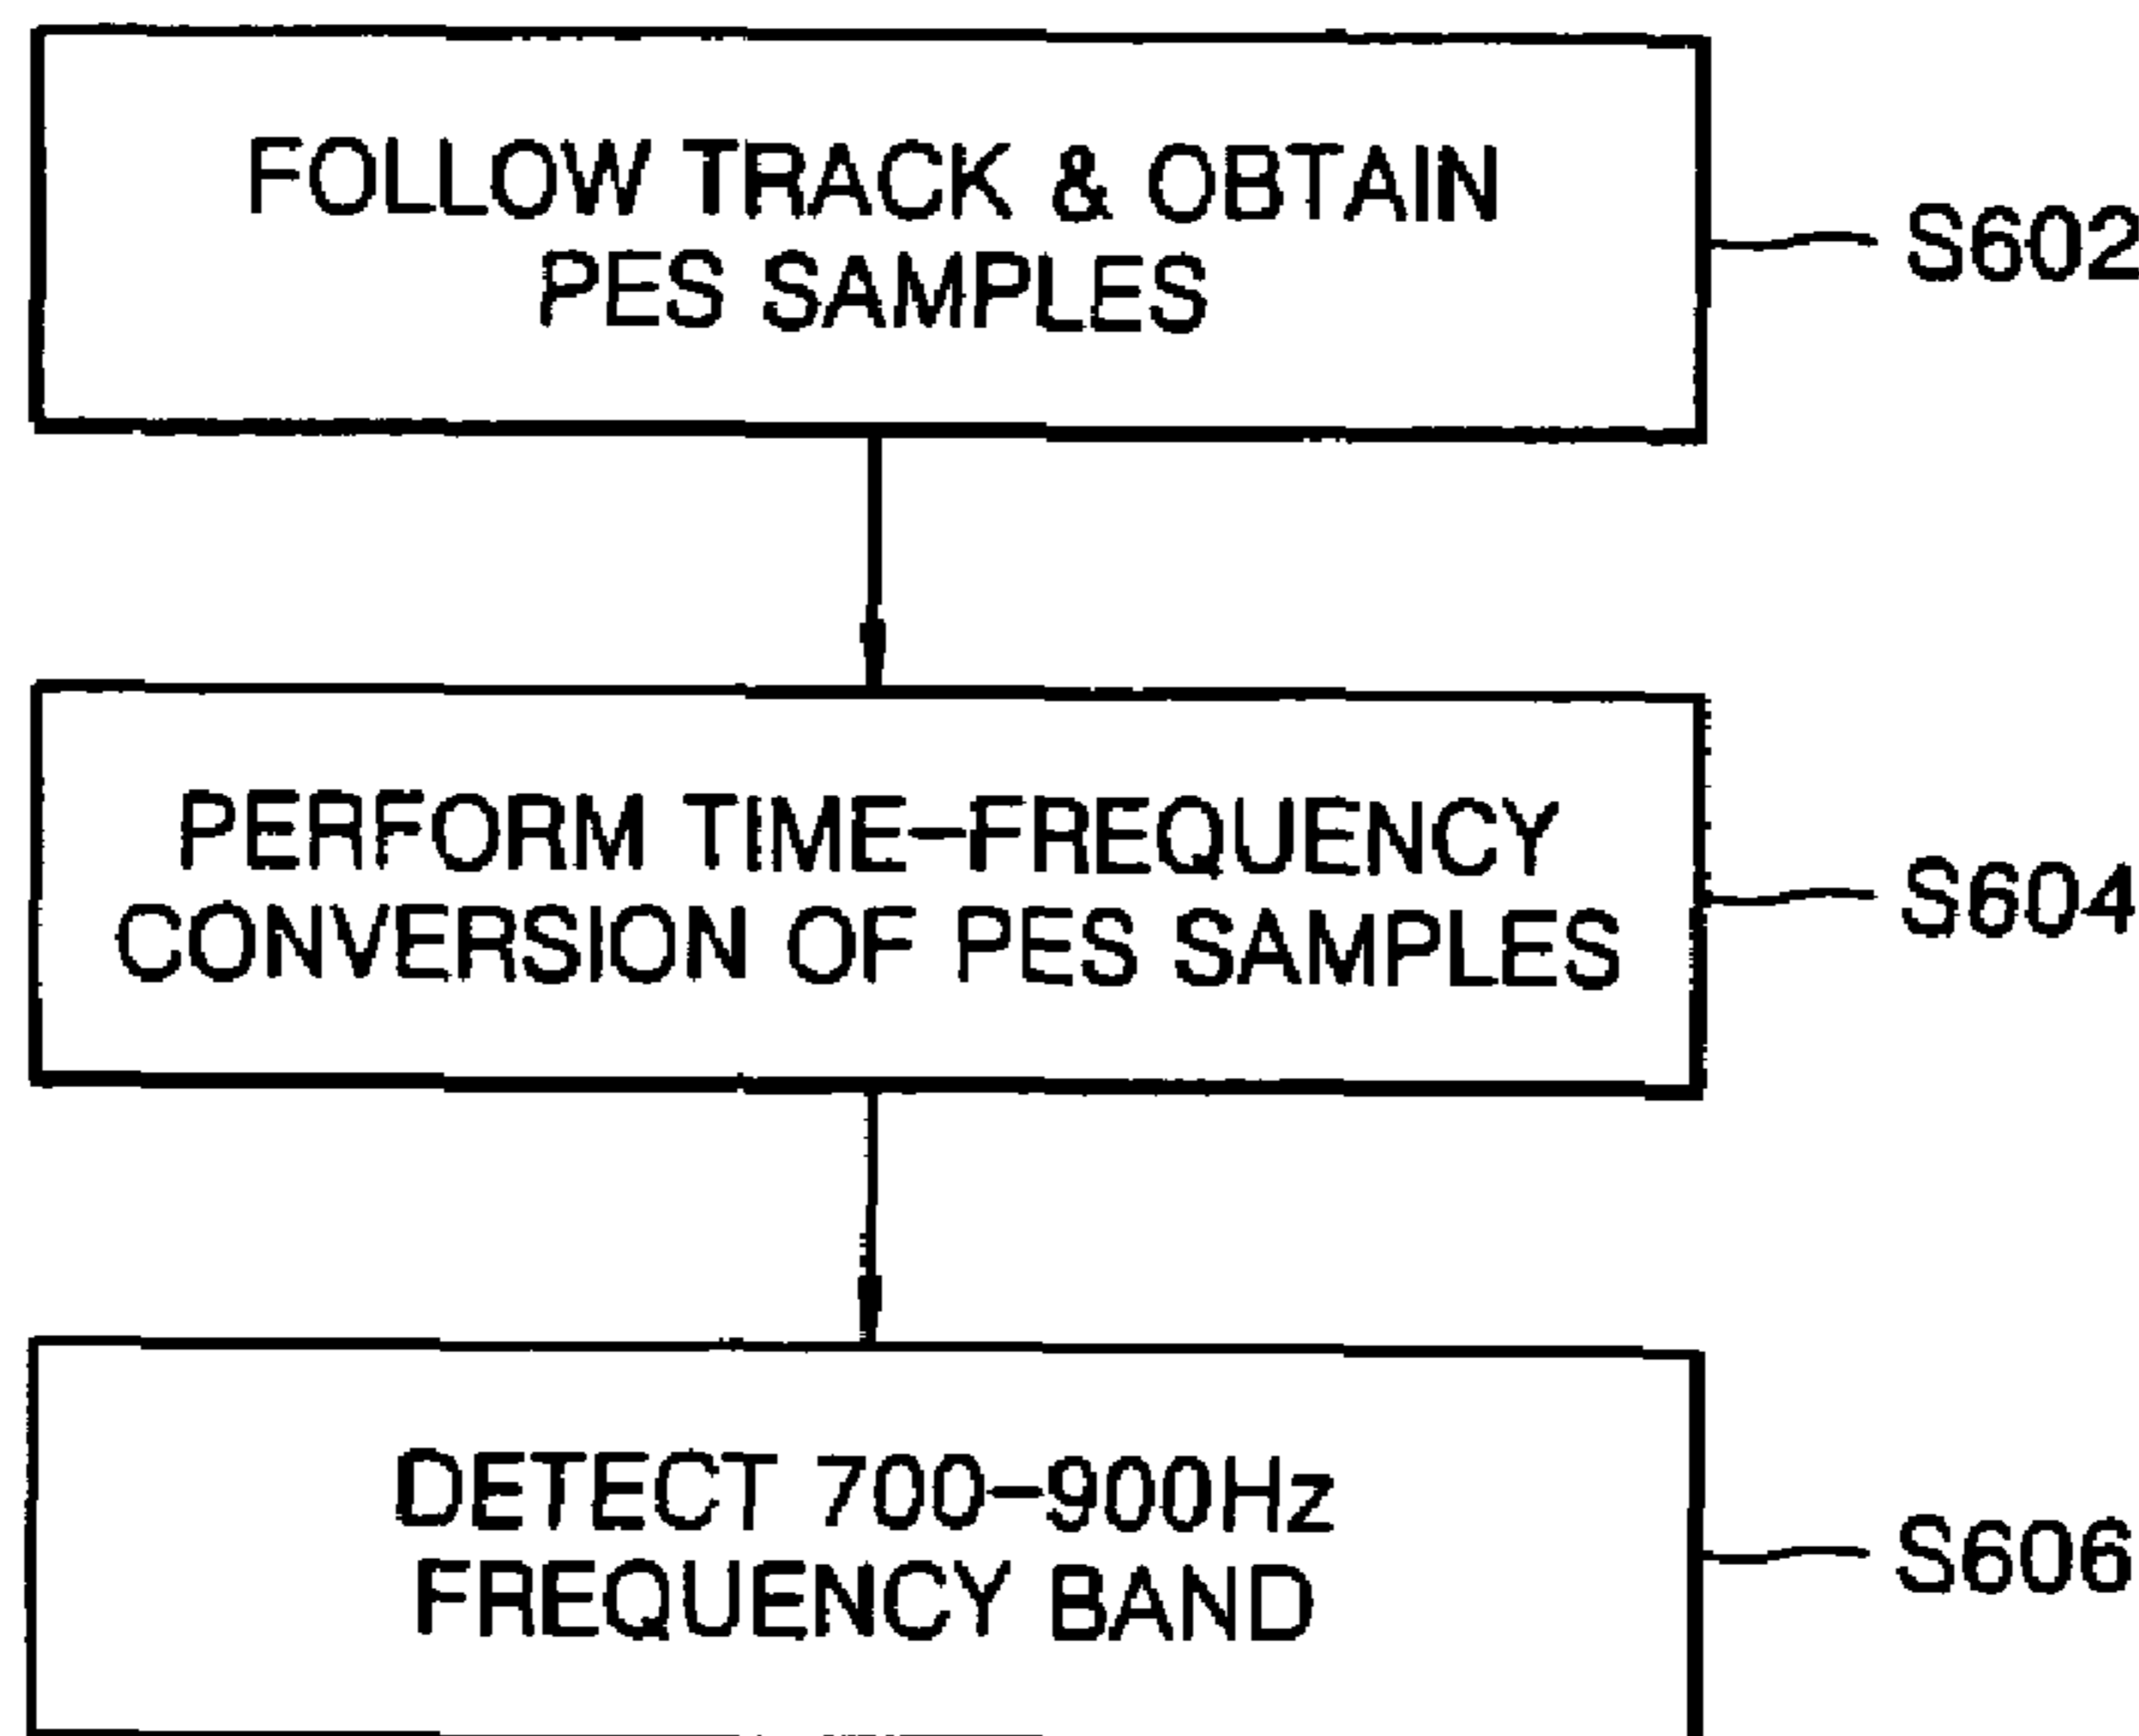 FOLLOW TRACK & OBTAIN
PES SAMPLES
S602
PERFORM TIME-FREQUENCY
CONVERSION OF PES SAMPLES
S604
DETECT 700-900Hz
FREQUENCY BAND
S606